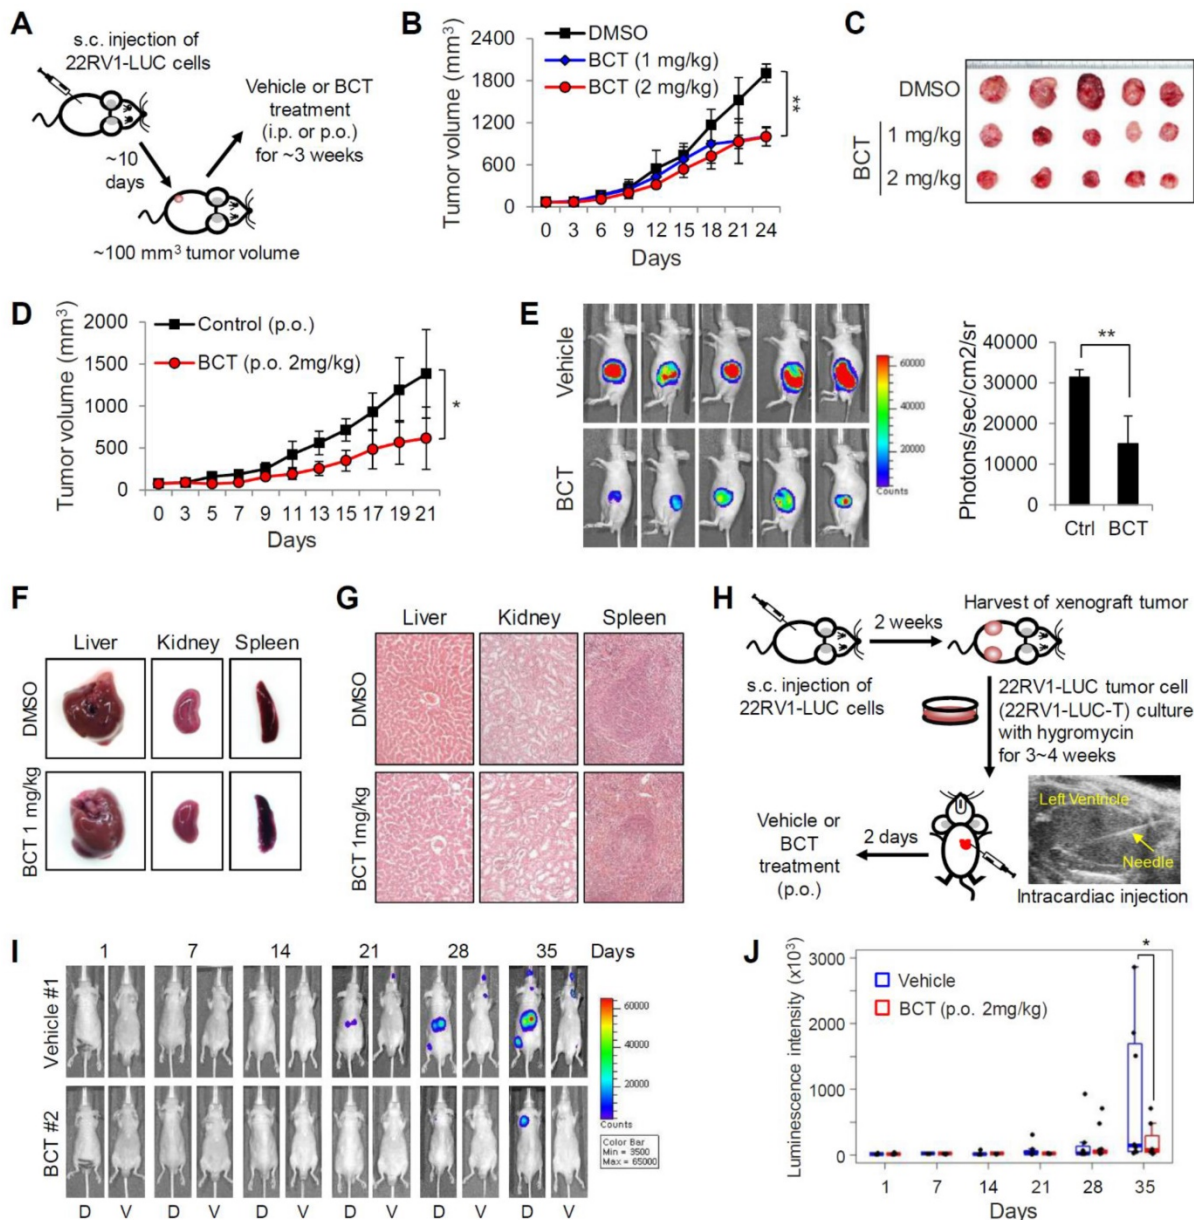 A
s.c. injection of
22RV1-LUC cells
Vehicle or BCT
treatment
(i.p. or p.o.)
for ~3 weeks
~10
days
~100 mm3 tumor volume
B
Tumor volume (mm3)
2400
1800
1200
600
0
DMSO
BCT (1 mg/kg)
BCT (2 mg/kg)
**
0 3 6 9 12 15 18 21 24
Days
C
DMSO
BCT
1 mg/kg
2 mg/kg
D
Tumor volume (mm3)
2000
1500
1000
500
0
Control (p.o.)
BCT (p.o. 2mg/kg)
*
0 3 5 7 9 11 13 15 17 19 21
Days
E
Vehicle
BCT
60000
40000
20000
Counts
Photons/sec/cm2/sr
40000
30000
20000
10000
0
**
Ctrl BCT
F
Liver Kidney Spleen
DMSO
BCT 1 mg/kg
G
Liver Kidney Spleen
DMSO
BCT 1mg/kg
H
s.c. injection of
22RV1-LUC cells
2 weeks
Harvest of xenograft tumor
22RV1-LUC tumor cell
(22RV1-LUC-T) culture
with hygromycin
for 3~4 weeks
Left Ventricle
Needle
Intracardiac injection
2 days
Vehicle or
BCT
treatment
(p.o.)
I
1 7 14 21 28 35 Days
Vehicle #1
BCT #2
60000
40000
20000
Counts
Color Bar
Min = 3500
Max = 65000
D V D V D V D V D V D V
J
Luminescence intensity (x103)
3000
2000
1000
0
Vehicle
BCT (p.o. 2mg/kg)
*
1 7 14 21 28 35
Days